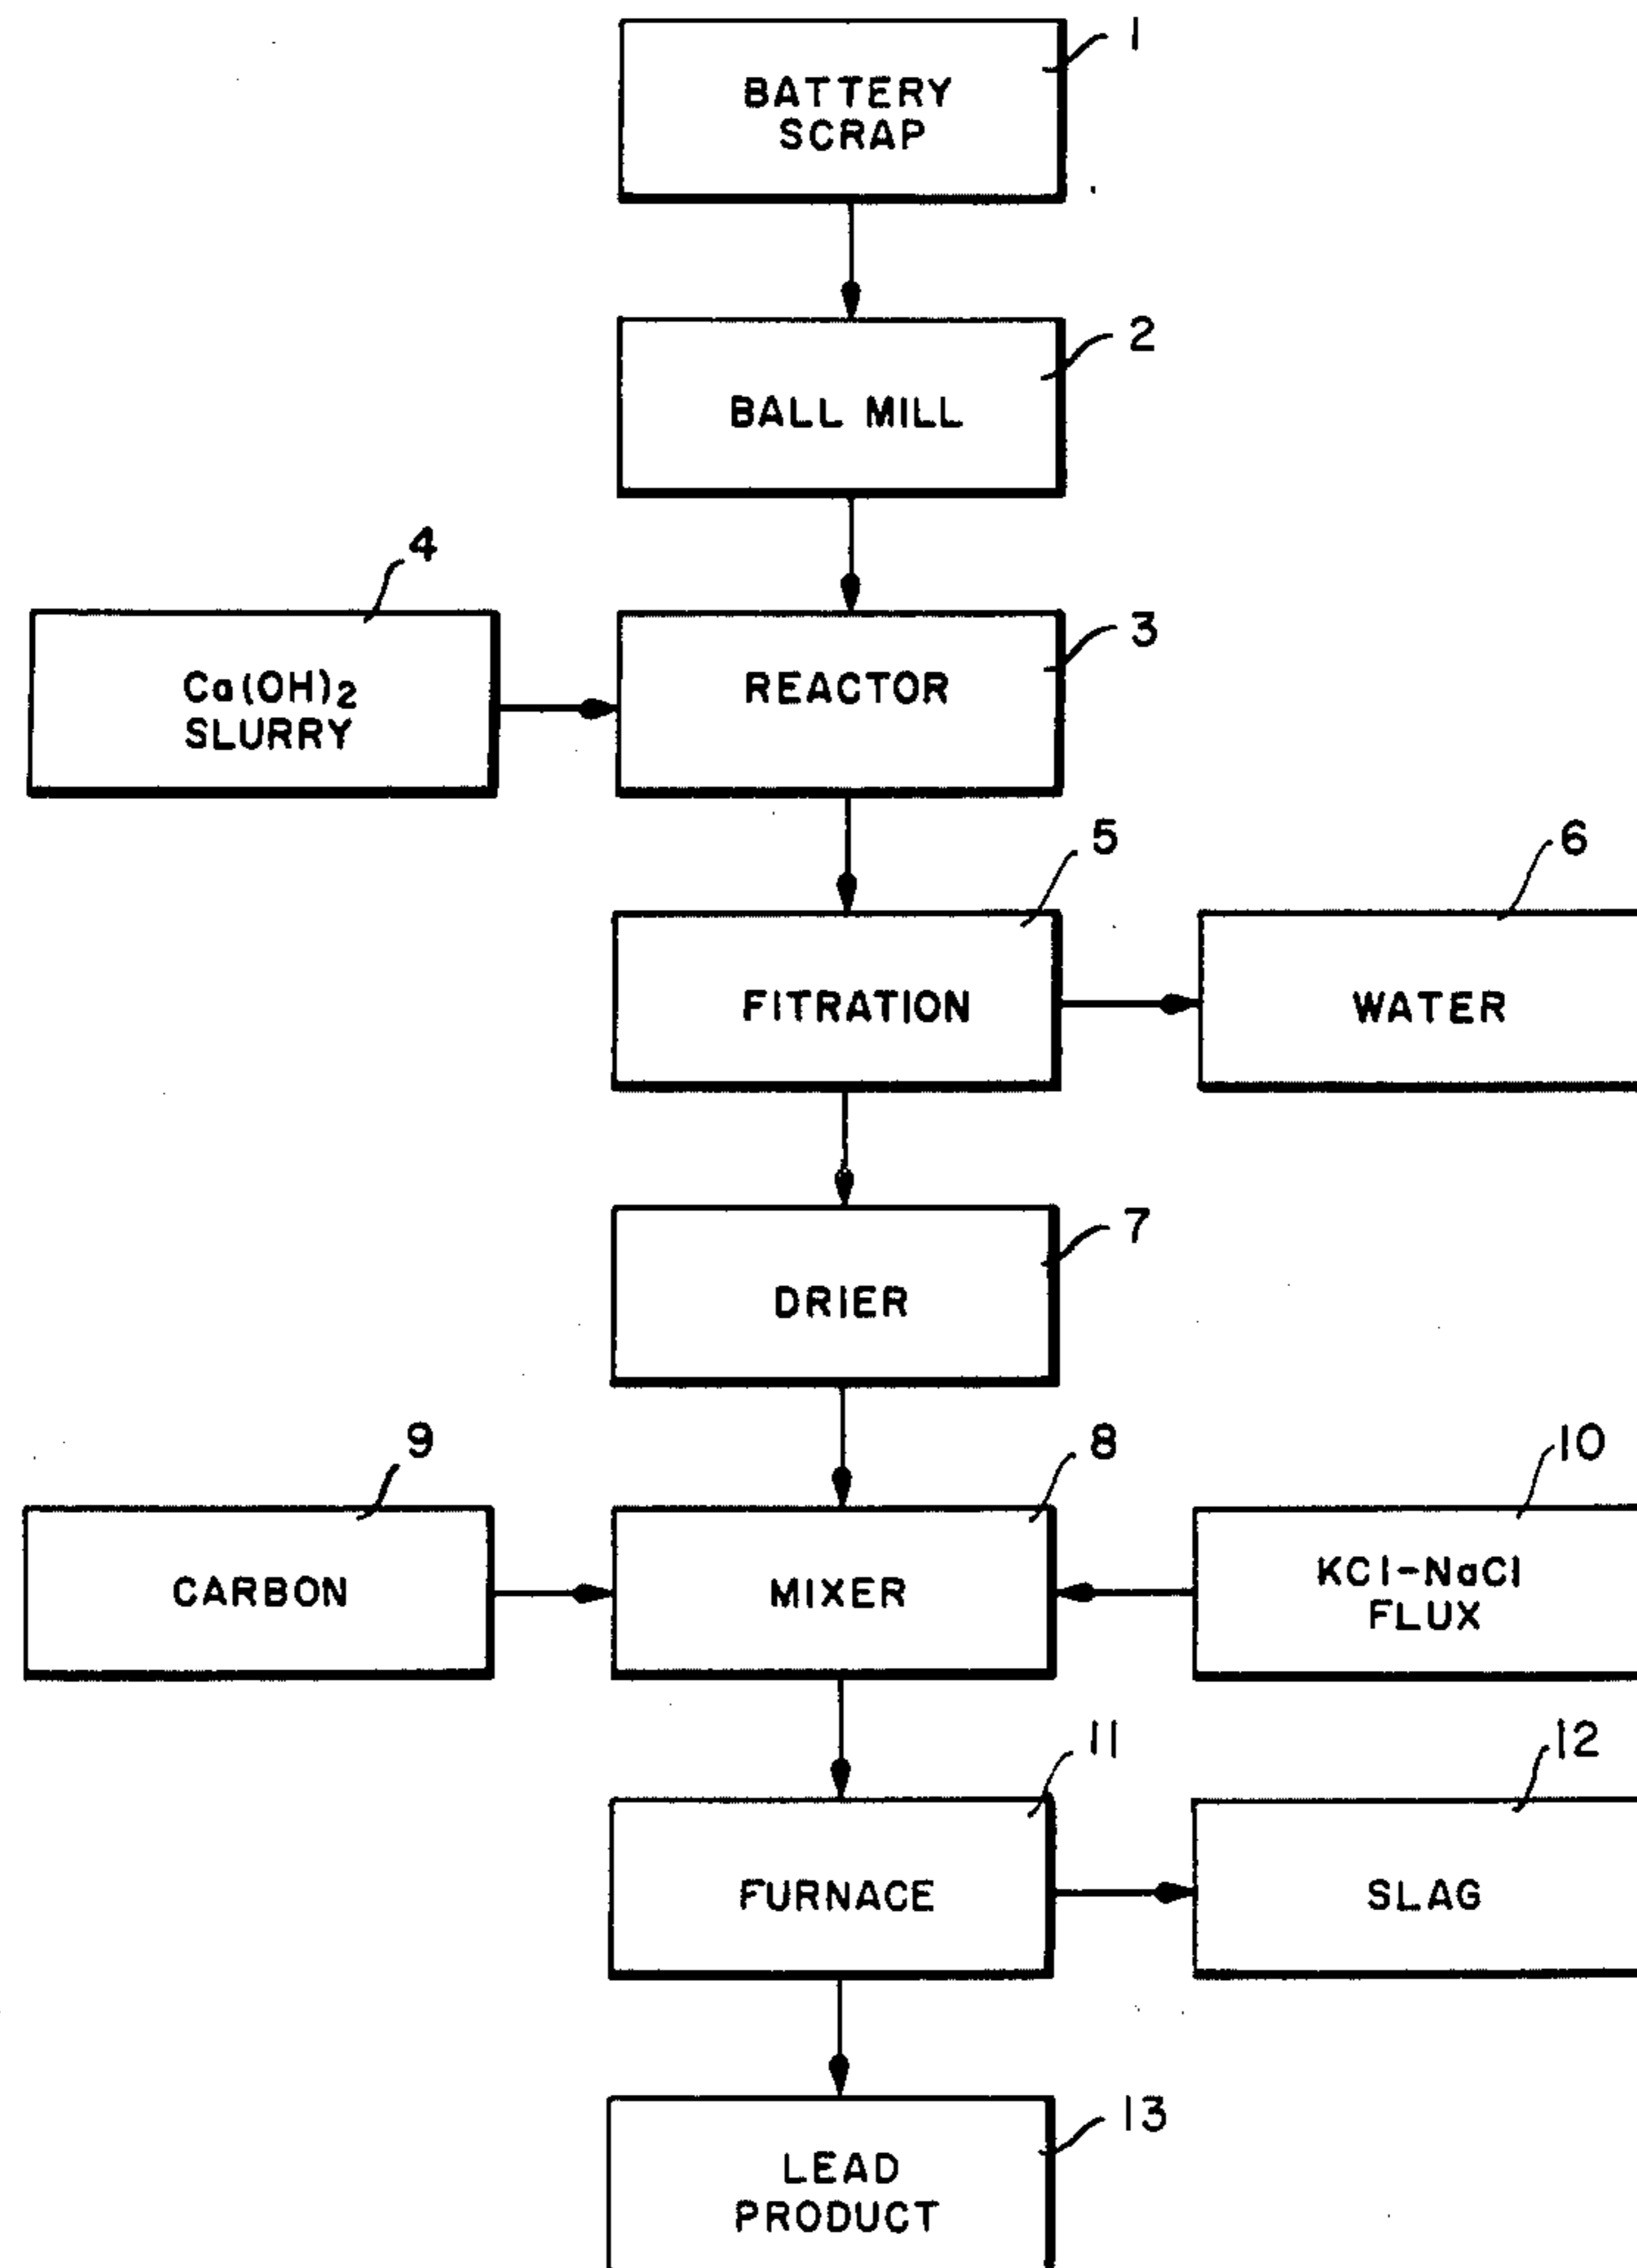 1
BATTERY
SCRAP
2
BALL MILL
4
Ca(OH)2
SLURRY
3
REACTOR
5
FITRATION
6
WATER
7
DRIER
9
CARBON
8
MIXER
10
KCl-NaCl
FLUX
11
FURNACE
12
SLAG
13
LEAD
PRODUCT